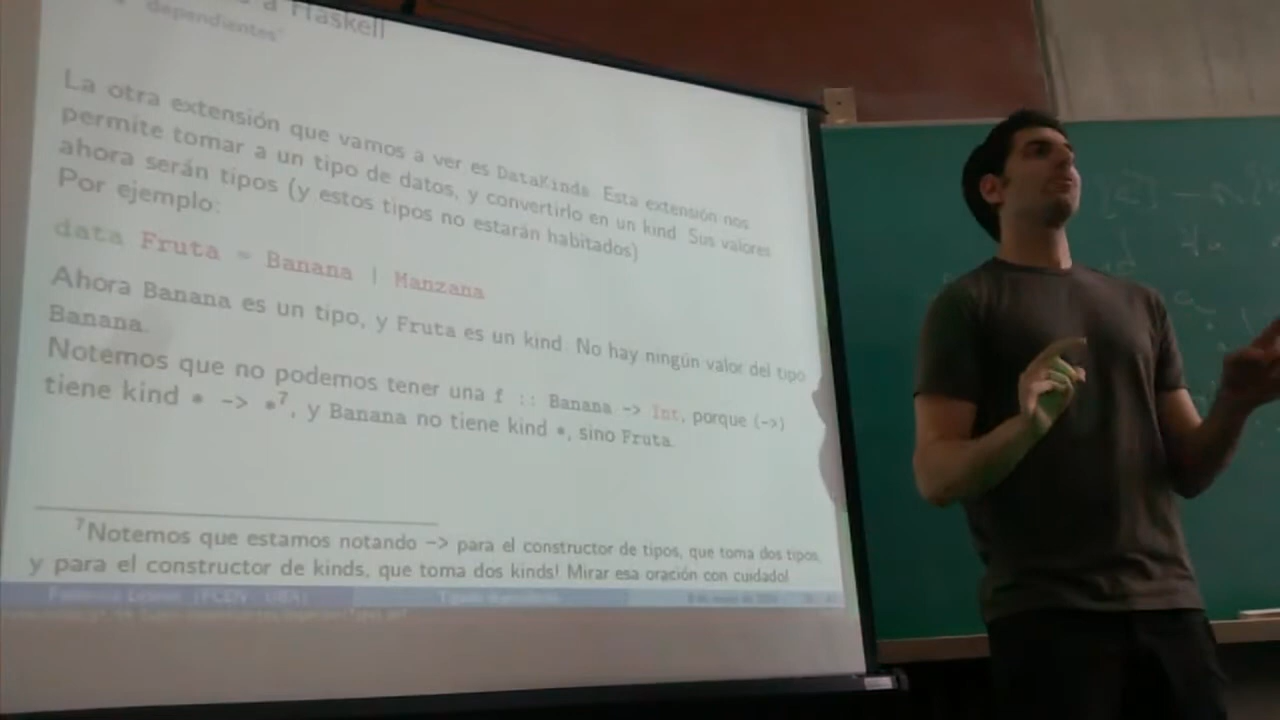 a Haskell
dependientes"
La otra extensión que vamos a ver es DataKinds. Esta extensión nos
permite tomar a un tipo de datos, y convertirlo en un kind. Sus valores
ahora serán tipos (y estos tipos no estarán habitados)
Por ejemplo:
data Fruta = Banana | Manzana
Ahora Banana es un tipo, y Fruta es un kind. No hay ningún valor del tipo
Banana.
Notemos que no podemos tener una f :: Banana -> Int, porque (->)
tiene kind * -> *⁷, y Banana no tiene kind *, sino Fruta.
⁷Notemos que estamos notando -> para el constructor de tipos, que toma dos tipos,
y para el constructor de kinds, que toma dos kinds! Mirar esa oración con cuidado!